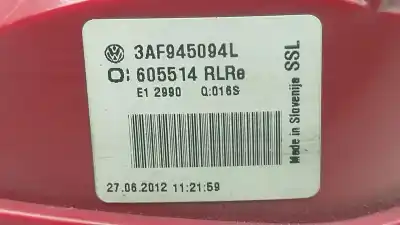 3AF945094L
O: 605514 RLRe
E1 2990 Q:016S
27.06.2012 11:21:59
Made in Slovenija SSL